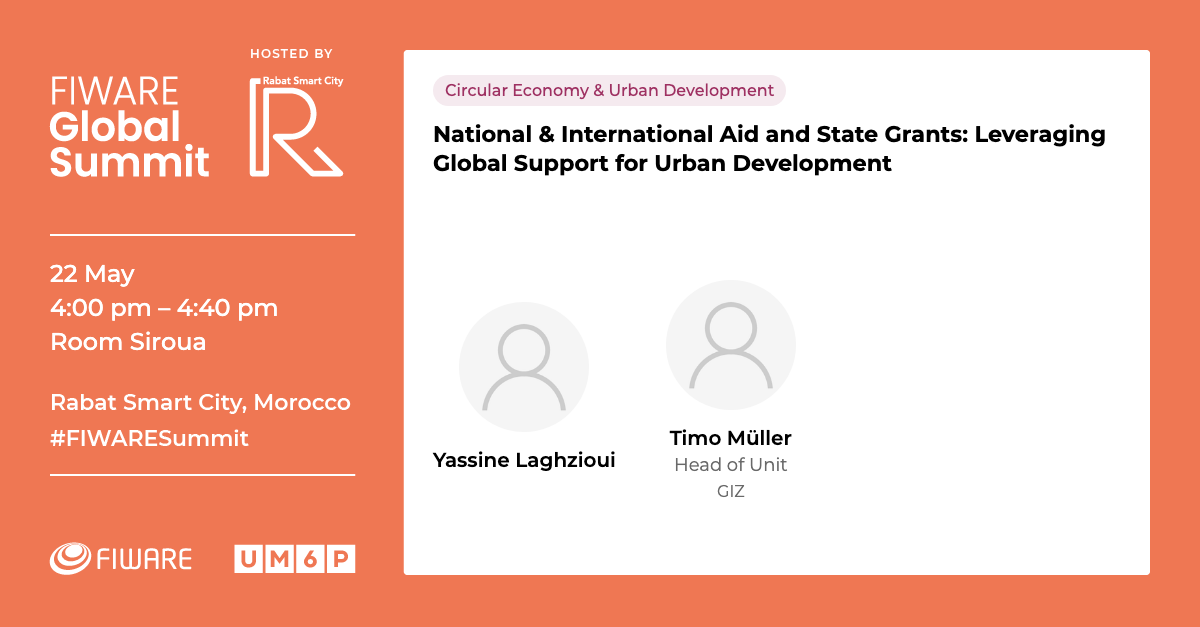 FIWARE
Global
Summit
HOSTED BY
Rabat Smart City
R
22 May
4:00 pm – 4:40 pm
Room Siroua
Rabat Smart City, Morocco
#FIWARESummit
FIWARE
UM6P
Circular Economy & Urban Development
National & International Aid and State Grants: Leveraging
Global Support for Urban Development
Yassine Laghzioui
Timo Müller
Head of Unit
GIZ